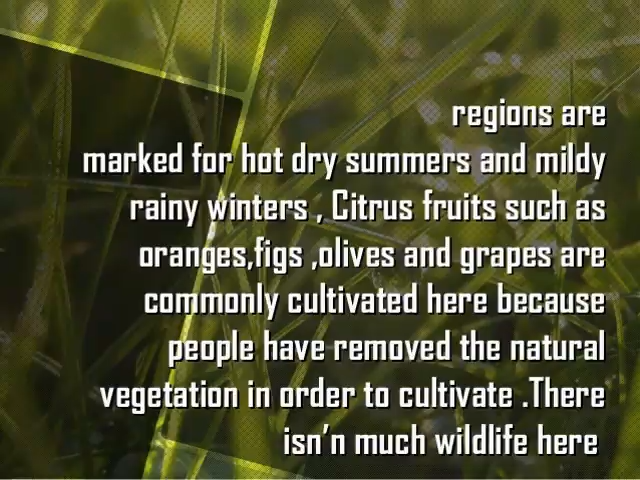 regions are
marked for hot dry summers and mildy
rainy winters , Citrus fruits such as
oranges,figs ,olives and grapes are
commonly cultivated here because
people have removed the natural
vegetation in order to cultivate .There
isn'n much wildlife here